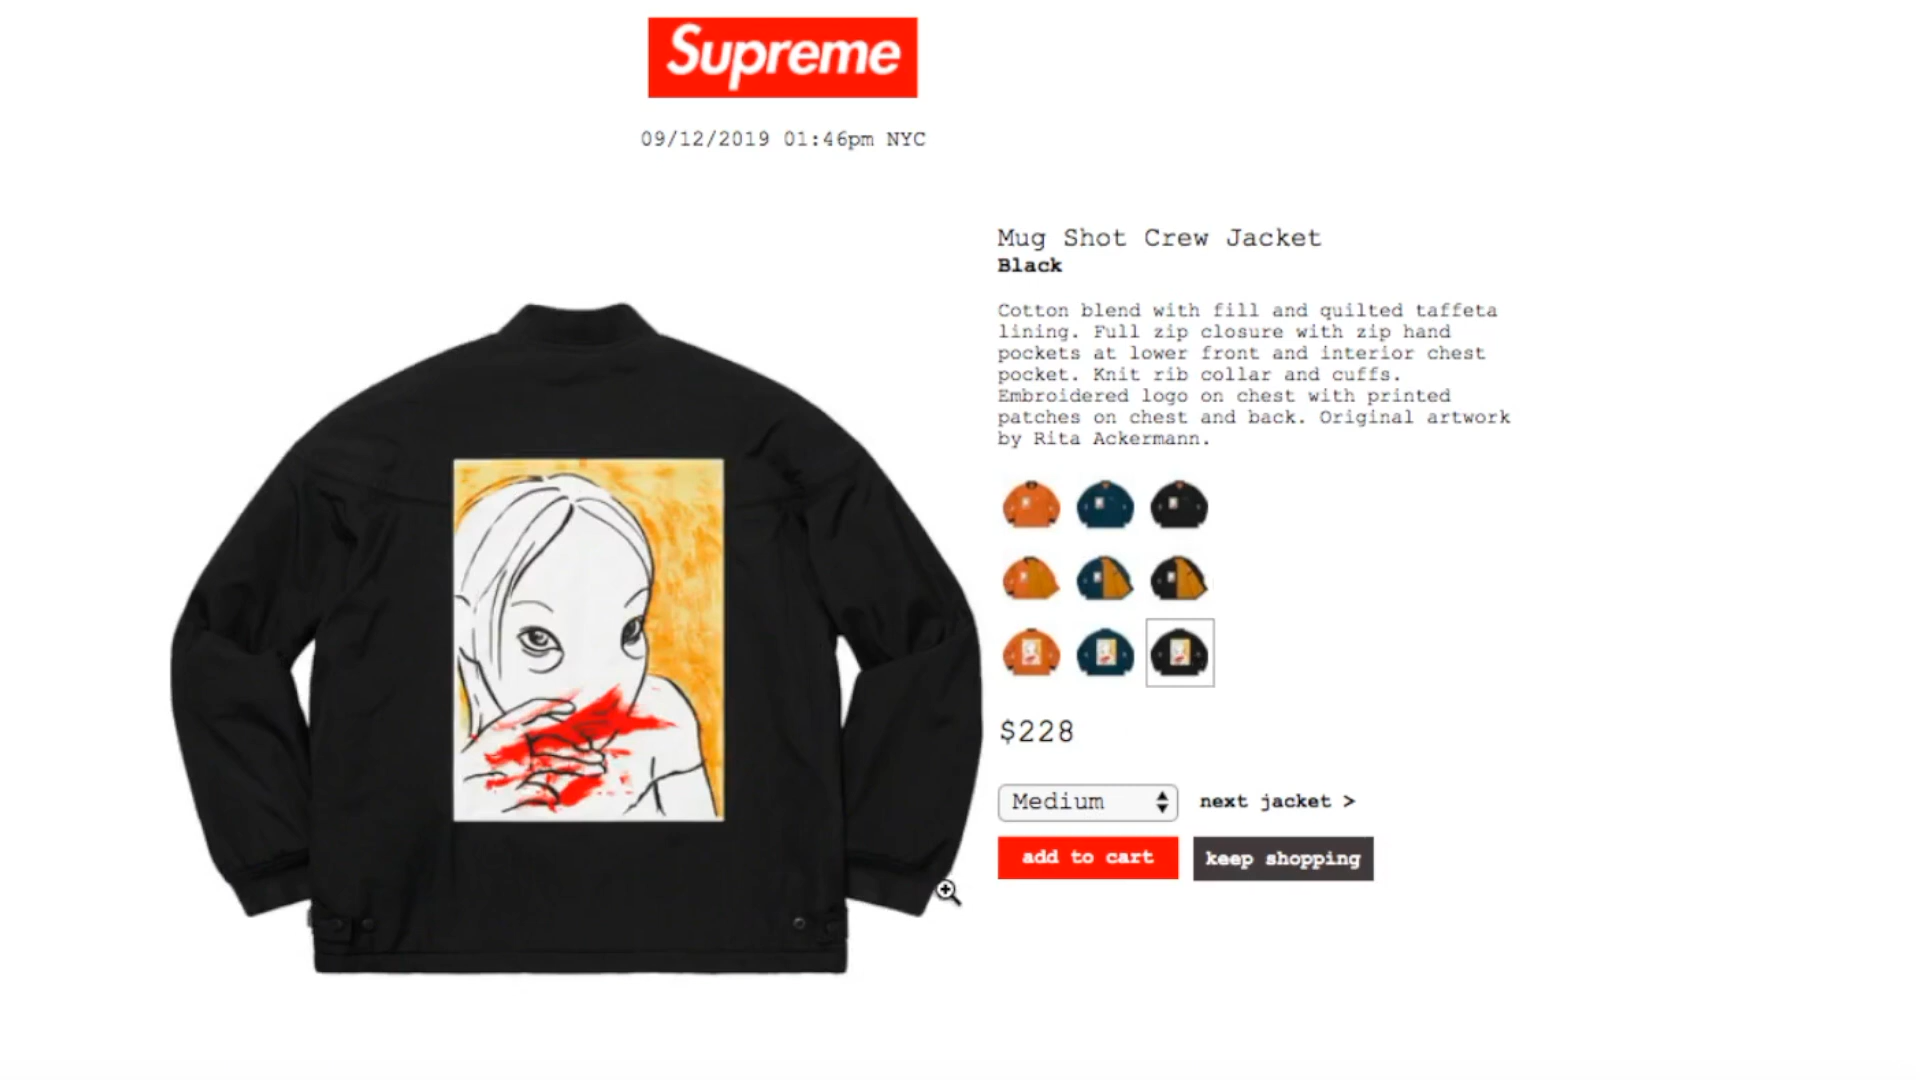 Supreme
09/12/2019 01:46pm NYC
Mug Shot Crew Jacket
Black
Cotton blend with fill and quilted taffeta
lining. Full zip closure with zip hand
pockets at lower front and interior chest
pocket. Knit rib collar and cuffs.
Embroidered logo on chest with printed
patches on chest and back. Original artwork
by Rita Ackermann.
$228
Medium
next jacket >
add to cart
keep shopping